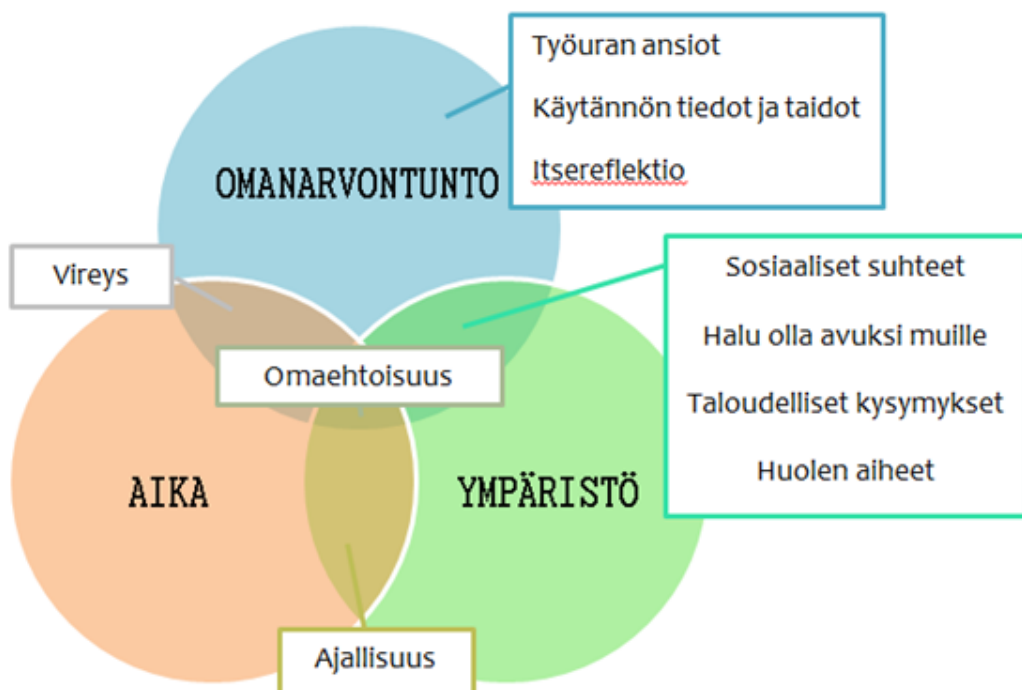 Työuran ansiot
Käytännön tiedot ja taidot
Itsereflektio
OMANARVONTUNTO
Vireys
Sosiaaliset suhteet
Halu olla avuksi muille
Taloudelliset kysymykset
Huolen aiheet
Omaehtoisuus
AIKA
YMPÄRISTÖ
Ajallisuus